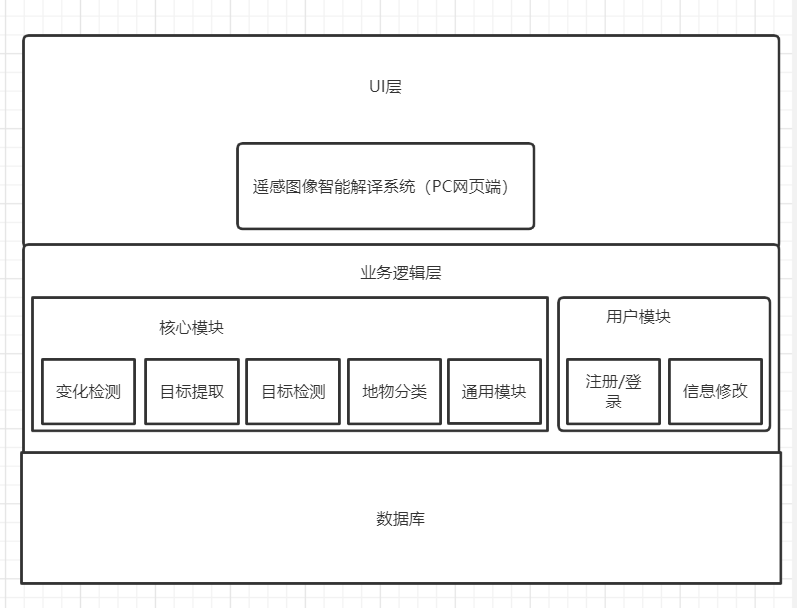 UI层
遥感图像智能解译系统（PC网页端）
业务逻辑层
核心模块
用户模块
变化检测
目标提取
目标检测
地物分类
通用模块
注册/登
录
信息修改
数据库